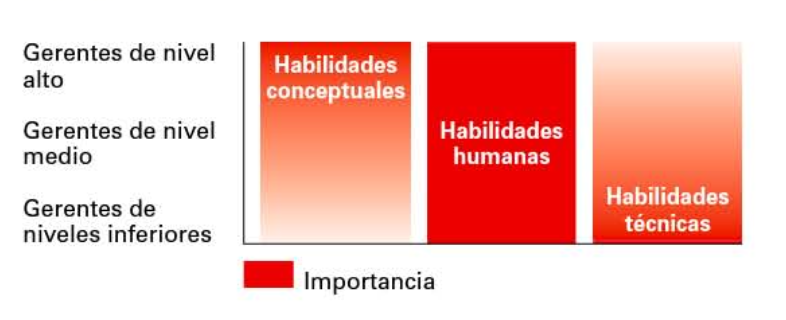 Gerentes de nivel
alto
Gerentes de nivel
medio
Gerentes de
niveles inferiores
Habilidades
conceptuales
Habilidades
humanas
Habilidades
técnicas
Importancia